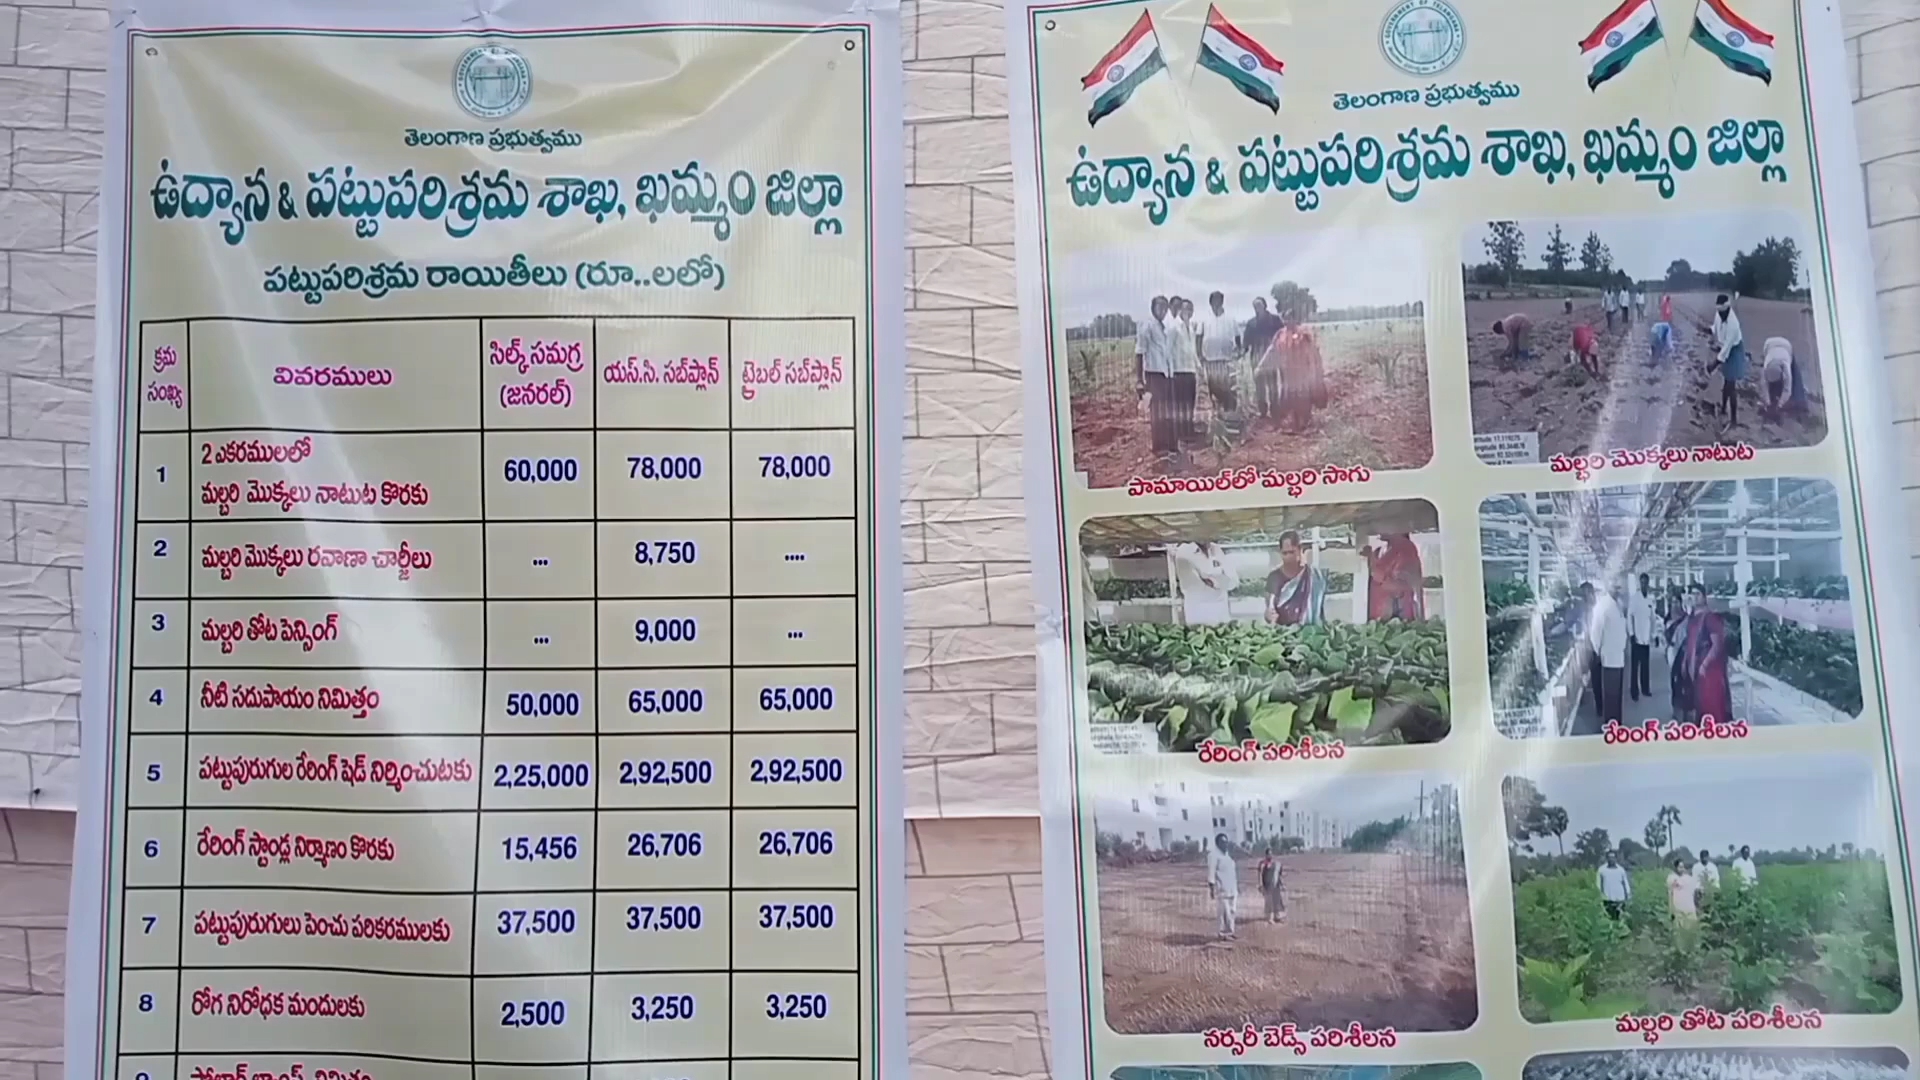 తెలంగాణ ప్రభుత్వము
ఉద్యాన & పట్టుపరిశ్రమ శాఖ, ఖమ్మం జిల్లా
పట్టుపరిశ్రమ రాయితీలు (రూ..లలో)
క్రమ సంఖ్య వివరములు సిల్క్ సమగ్ర (జనరల్) యస్.సి. సబ్‌ప్లాన్ ట్రైబల్ సబ్‌ప్లాన్
1 2 ఎకరములలో మల్బరి మొక్కలు నాటుట కొరకు 60,000 78,000 78,000
2 మల్బరి మొక్కలు రవాణా చార్జీలు ... 8,750 ....
3 మల్బరి తోట పెన్సింగ్ ... 9,000 ...
4 నీటి సదుపాయం నిమిత్తం 50,000 65,000 65,000
5 పట్టుపురుగుల రేరింగ్ షెడ్ నిర్మించుటకు 2,25,000 2,92,500 2,92,500
6 రేరింగ్ స్టాండ్ల నిర్మాణం కొరకు 15,456 26,706 26,706
7 పట్టుపురుగులు పెంచు పరికరములకు 37,500 37,500 37,500
8 రోగ నిరోధక మందులకు 2,500 3,250 3,250
GOVERNMENT OF TELANGANA
తెలంగాణ ప్రభుత్వము
ఉద్యాన & పట్టుపరిశ్రమ శాఖ, ఖమ్మం జిల్లా
పామాయిల్‌లో మల్బరి సాగు
మల్బరి మొక్కలు నాటుట
రేరింగ్ పరిశీలన
రేరింగ్ పరిశీలన
నర్సరీ బెడ్స్ పరిశీలన
మల్బరి తోట పరిశీలన